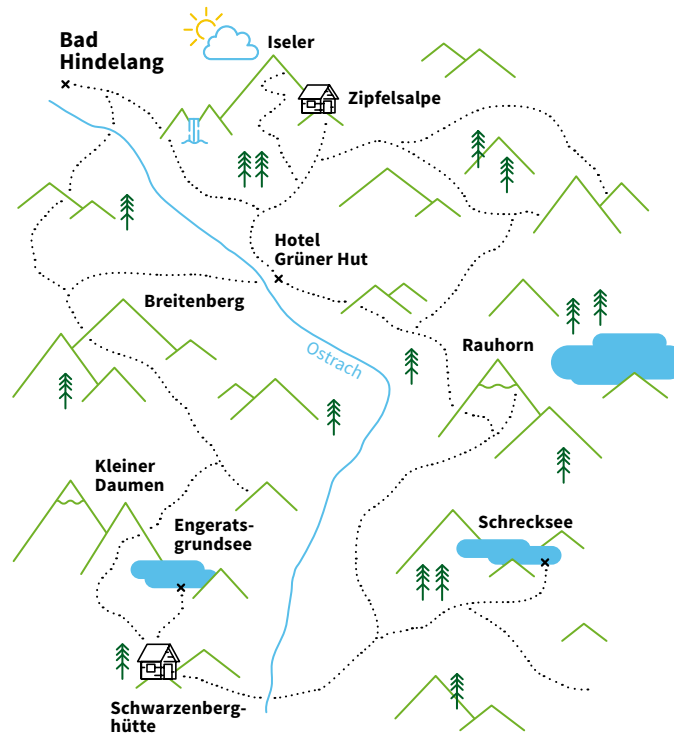 Bad
Hindelang
Iseler
Zipfelsalpe
Hotel
Grüner Hut
Breitenberg
Ostrach
Rauhorn
Kleiner
Daumen
Engerats-
grundsee
Schrecksee
Schwarzenberg-
hütte